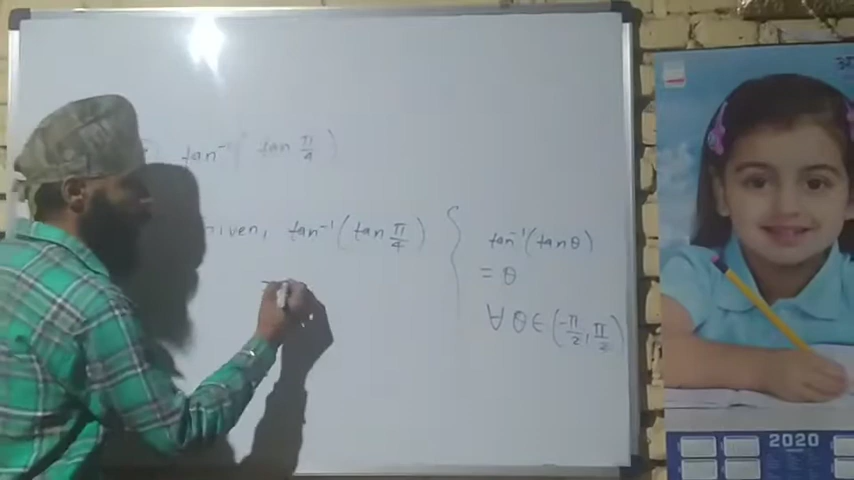 tan⁻¹(tan π/4)
iven, tan⁻¹(tan π/4) {
tan⁻¹(tanθ)
= θ
∀ θ ∈ (-π/2, π/2)
2020